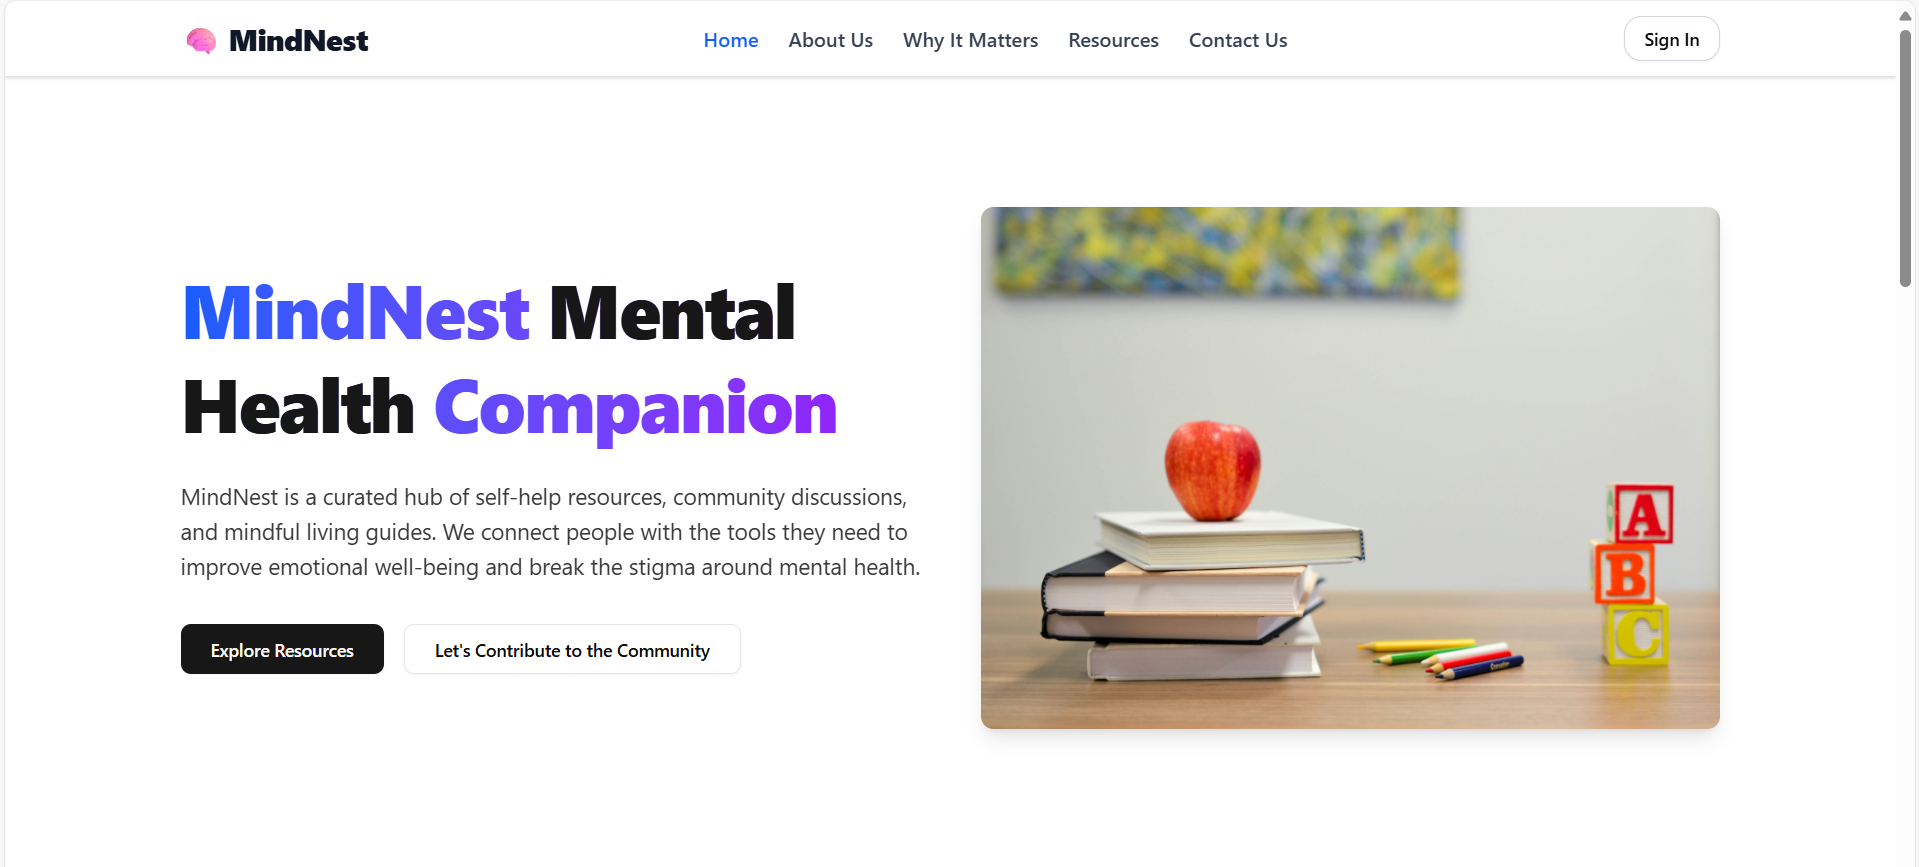 MindNest
Home
About Us
Why It Matters
Resources
Contact Us
Sign In
MindNest Mental
Health Companion
MindNest is a curated hub of self-help resources, community discussions,
and mindful living guides. We connect people with the tools they need to
improve emotional well-being and break the stigma around mental health.
Explore Resources
Let's Contribute to the Community
A
B
C